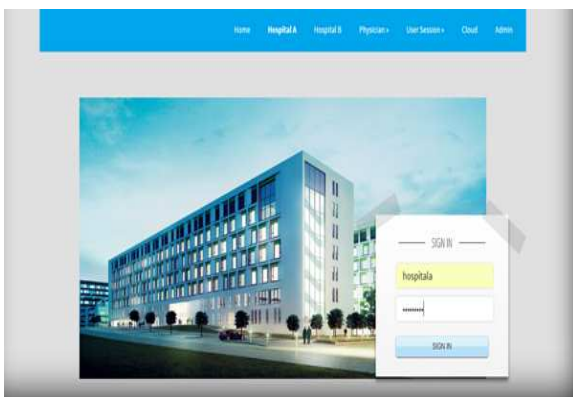 Home Hospital A Hospital B Physician » User Session » Cloud Admin
SIGN IN
hospitala
SIGN IN